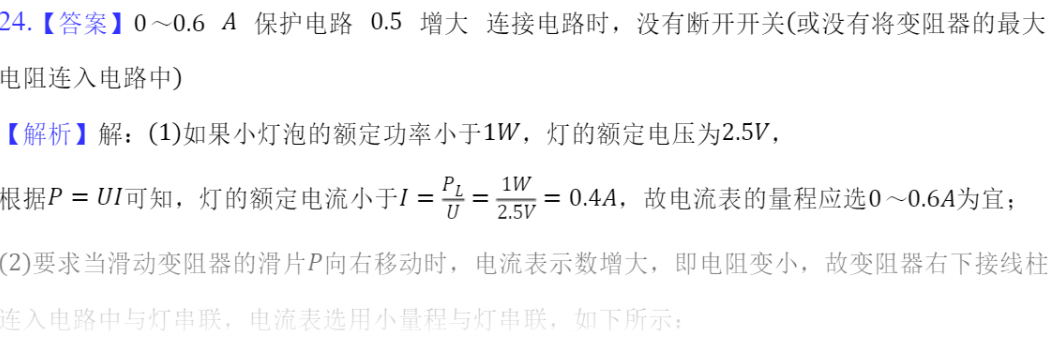 24.【答案】0～0.6 A 保护电路 0.5 增大 连接电路时，没有断开开关(或没有将变阻器的最大
电阻连入电路中)
【解析】解：(1)如果小灯泡的额定功率小于1W，灯的额定电压为2.5V，
根据P = UI可知，灯的额定电流小于I = P_L/U = 1W/2.5V = 0.4A，故电流表的量程应选0～0.6A为宜；
(2)要求当滑动变阻器的滑片P向右移动时，电流表示数增大，即电阻变小，故变阻器右下接线柱
连入电路中与灯串联，电流表选用小量程与灯串联，如下所示：